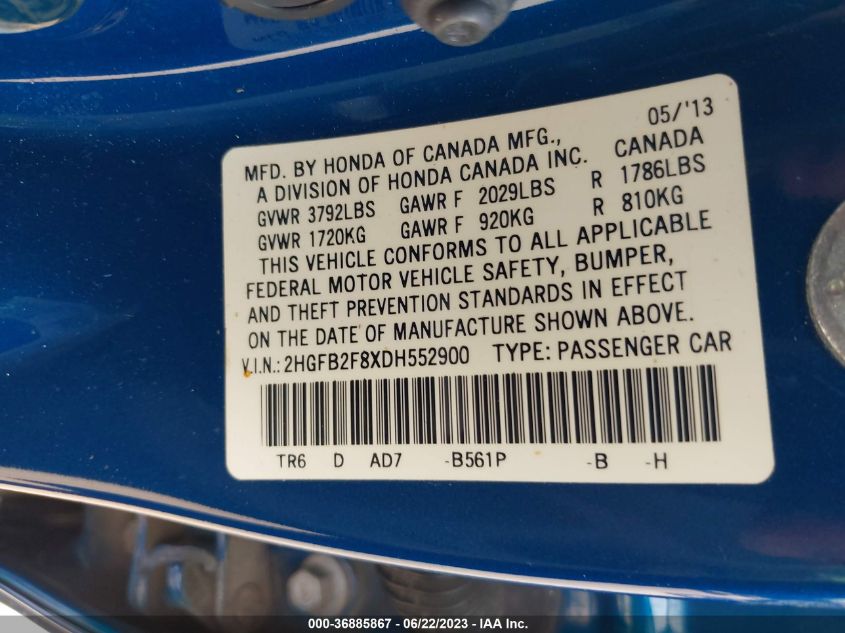 05/'13
MFD. BY HONDA OF CANADA MFG.,
A DIVISION OF HONDA CANADA INC. CANADA
GVWR 3792LBS GAWR F 2029LBS R 1786LBS
GVWR 1720KG GAWR F 920KG R 810KG
THIS VEHICLE CONFORMS TO ALL APPLICABLE
FEDERAL MOTOR VEHICLE SAFETY, BUMPER,
AND THEFT PREVENTION STANDARDS IN EFFECT
ON THE DATE OF MANUFACTURE SHOWN ABOVE.
V.I.N.: 2HGFB2F8XDH552900 TYPE: PASSENGER CAR
TR6 D AD7 -B561P -B -H
000-36885867 - 06/22/2023 - IAA Inc.